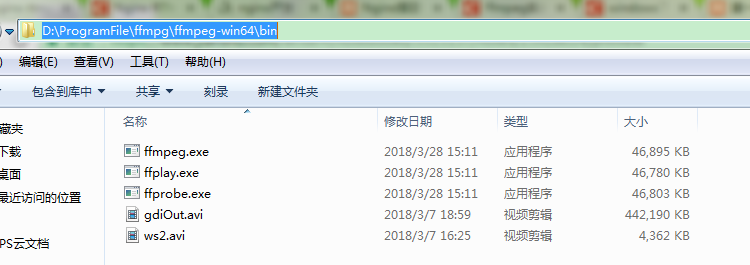 D:\ProgramFile\ffmpg\ffmpeg-win64\bin
) 编辑(E) 查看(V) 工具(T) 帮助(H)
包含到库中 共享 刻录 新建文件夹
名称 修改日期 类型 大小
藏夹
下载
桌面
最近访问的位置
PS云文档
ffmpeg.exe 2018/3/28 15:11 应用程序 46,895 KB
ffplay.exe 2018/3/28 15:11 应用程序 46,780 KB
ffprobe.exe 2018/3/28 15:11 应用程序 46,803 KB
gdiOut.avi 2018/3/7 18:59 视频剪辑 442,190 KB
ws2.avi 2018/3/7 16:25 视频剪辑 4,362 KB